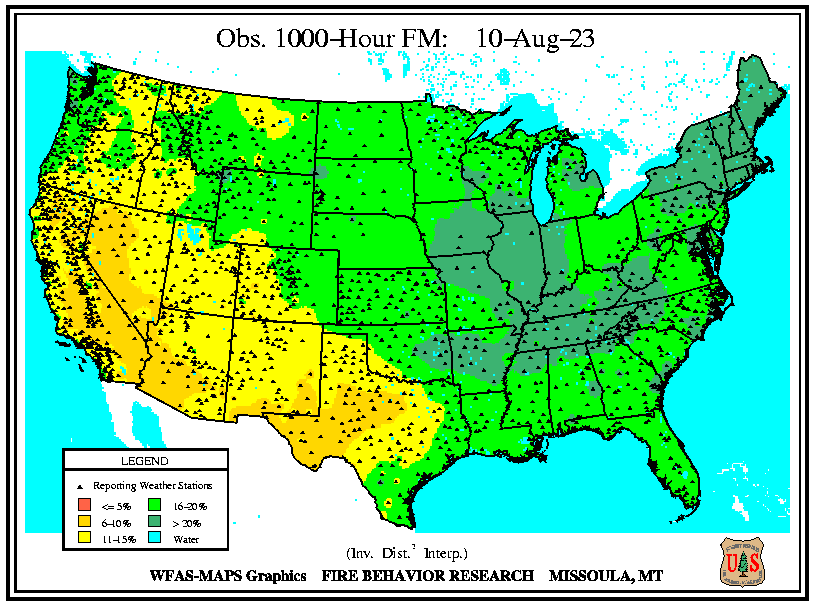 Obs. 1000-Hour FM: 10-Aug-23
LEGEND
Reporting Weather Stations
<= 5% 16-20%
6-10% > 20%
11-15% Water
(Inv. Dist.² Interp.)
WFAS-MAPS Graphics FIRE BEHAVIOR RESEARCH MISSOULA, MT
U S